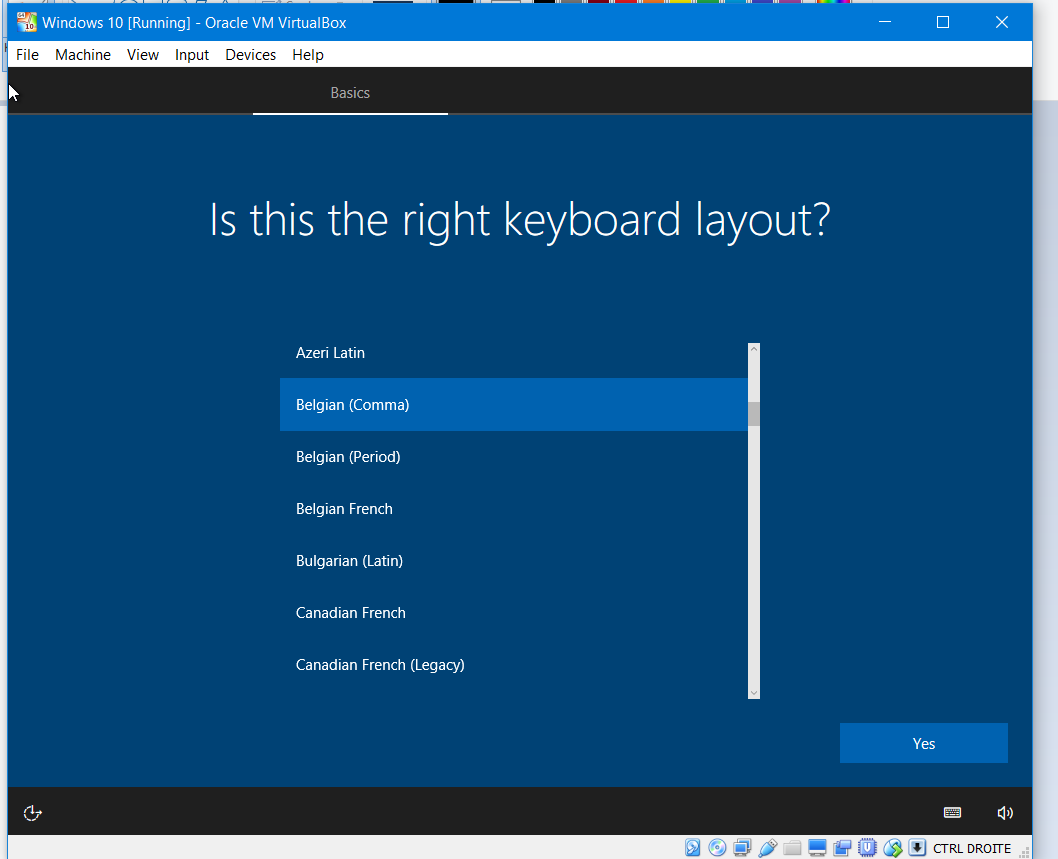 Windows 10 [Running] - Oracle VM VirtualBox
File Machine View Input Devices Help
Basics
Is this the right keyboard layout?
Azeri Latin
Belgian (Comma)
Belgian (Period)
Belgian French
Bulgarian (Latin)
Canadian French
Canadian French (Legacy)
Yes
CTRL DROITE